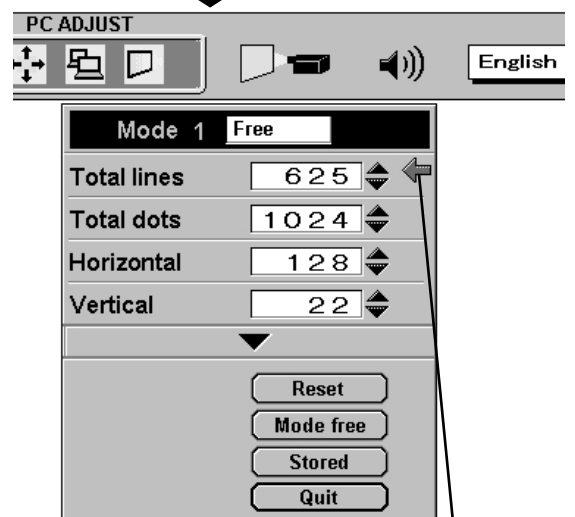 PC ADJUST
English
Mode 1 Free
Total lines 625
Total dots 1024
Horizontal 128
Vertical 22
Reset
Mode free
Stored
Quit